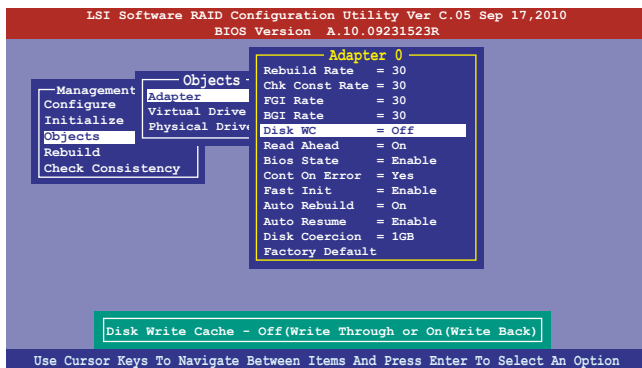 LSI Software RAID Configuration Utility Ver C.05 Sep 17,2010
BIOS Version A.10.09231523R
Management
Configure
Initialize
Objects
Rebuild
Check Consistency
Objects
Adapter
Virtual Drive
Physical Drive
Adapter 0
Rebuild Rate = 30
Chk Const Rate = 30
FGI Rate = 30
BGI Rate = 30
Disk WC = Off
Read Ahead = On
Bios State = Enable
Cont On Error = Yes
Fast Init = Enable
Auto Rebuild = On
Auto Resume = Enable
Disk Coercion = 1GB
Factory Default
Disk Write Cache - Off(Write Through or On(Write Back)
Use Cursor Keys To Navigate Between Items And Press Enter To Select An Option